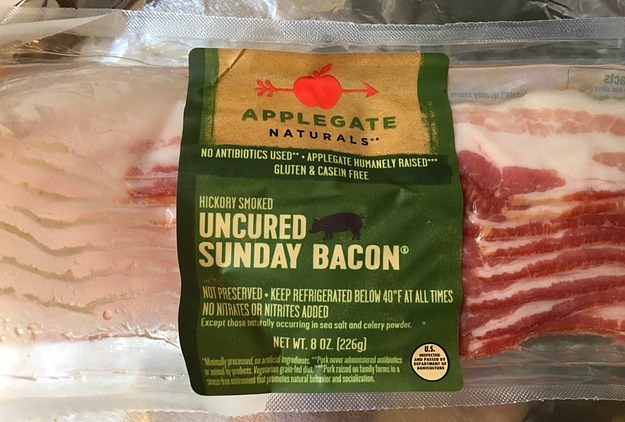 APPLEGATE
NATURALS**
NO ANTIBIOTICS USED** • APPLEGATE HUMANELY RAISED***
GLUTEN & CASEIN FREE
HICKORY SMOKED
UNCURED
SUNDAY BACON®
NOT PRESERVED • KEEP REFRIGERATED BELOW 40°F AT ALL TIMES
NO NITRATES OR NITRITES ADDED
Except those naturally occurring in sea salt and celery powder.
NET WT. 8 OZ. (226g)
*Minimally processed, no artificial ingredients. **Pork never administered antibiotics
or animal by-products. Vegetarian grain-fed diet. ***Pork raised on family farms in a
stress-free environment that promotes natural behavior and socialization.
U.S.
INSPECTED
AND PASSED BY
DEPARTMENT OF
AGRICULTURE